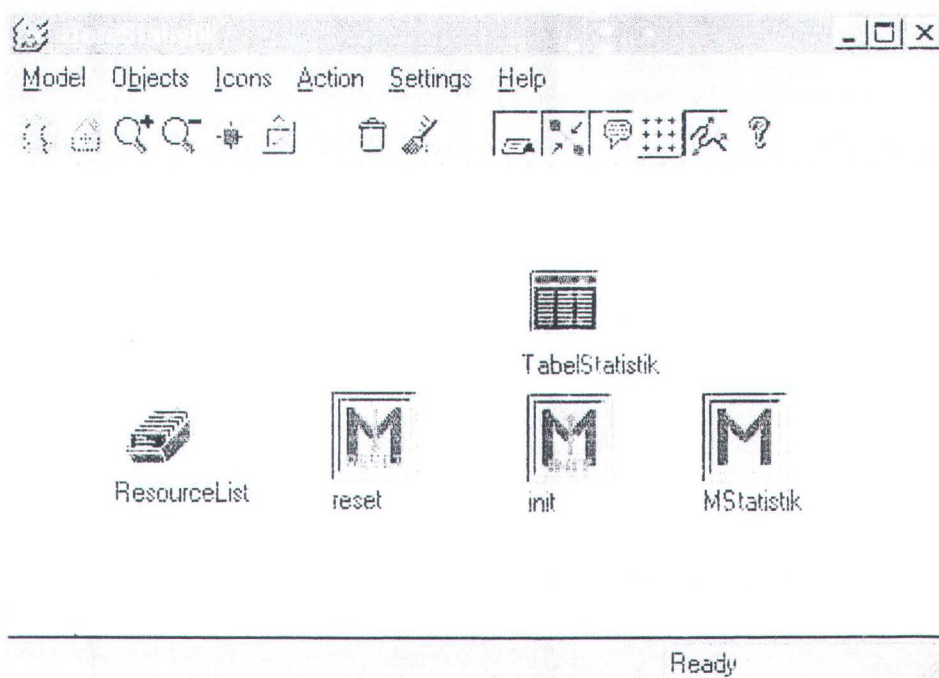 Model Objects Icons Action Settings Help
TabelStatistik
ResourceList reset init MStatistik
Ready